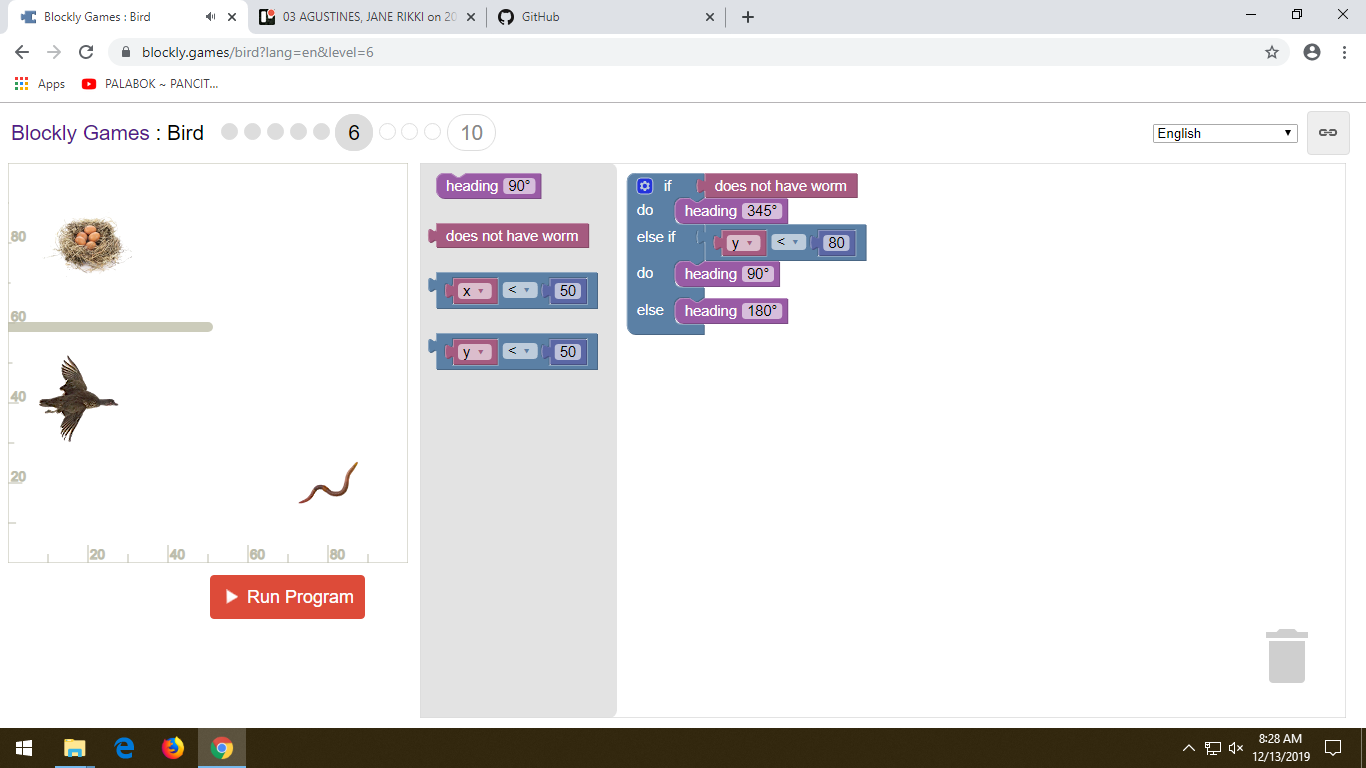 Blockly Games : Bird
03 AGUSTINES, JANE RIKKI on 20
GitHub
blockly.games/bird?lang=en&level=6
Apps
PALABOK ~ PANCIT...
Blockly Games : Bird
6
10
English
80
60
40
20
20
40
60
80
Run Program
heading 90°
does not have worm
x < 50
y < 50
if does not have worm
do heading 345°
else if y < 80
do heading 90°
else heading 180°
8:28 AM
12/13/2019